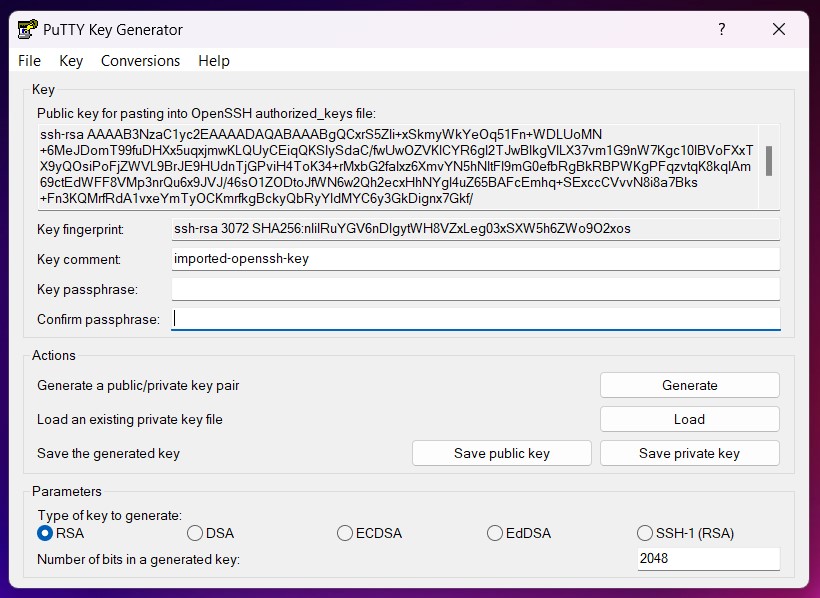 PuTTY Key Generator
?
File Key Conversions Help
Key
Public key for pasting into OpenSSH authorized_keys file:
ssh-rsa AAAAB3NzaC1yc2EAAAADAQABAAABgQCxrS5Zli+xSkmyWkYeOq51Fn+WDLUoMN
+6MeJDomT99fuDHXx5uqxjmwKLQUyCEiqQKSlySdaC/fwUwOZVKlCYR6gl2TJwBIkgVlLX37vm1G9nW7Kgc10lBVoFXxT
X9yQOsiPoFjZWVL9BrJE9HUdnTjGPviH4ToK34+rMxbG2falxz6XmvYN5hNltFl9mG0efbRgBkRBPWKgPFqzvtqK8kqlAm
69ctEdWFF8VMp3nrQu6x9JVJ/46sO1ZODtoJfWN6w2Qh2ecxHhNYgl4uZ65BAFcEmhq+SExccCVvvN8i8a7Bks
+Fn3KQMrfRdA1vxeYmTyOCKmrfkgBckyQbRyYldMYC6y3GkDignx7Gkf/
Key fingerprint: ssh-rsa 3072 SHA256:nlilRuYGV6nDlgytWH8VZxLeg03xSXW5h6ZWo9O2xos
Key comment: imported-openssh-key
Key passphrase:
Confirm passphrase:
Actions
Generate a public/private key pair Generate
Load an existing private key file Load
Save the generated key Save public key Save private key
Parameters
Type of key to generate:
RSA DSA ECDSA EdDSA SSH-1 (RSA)
Number of bits in a generated key: 2048